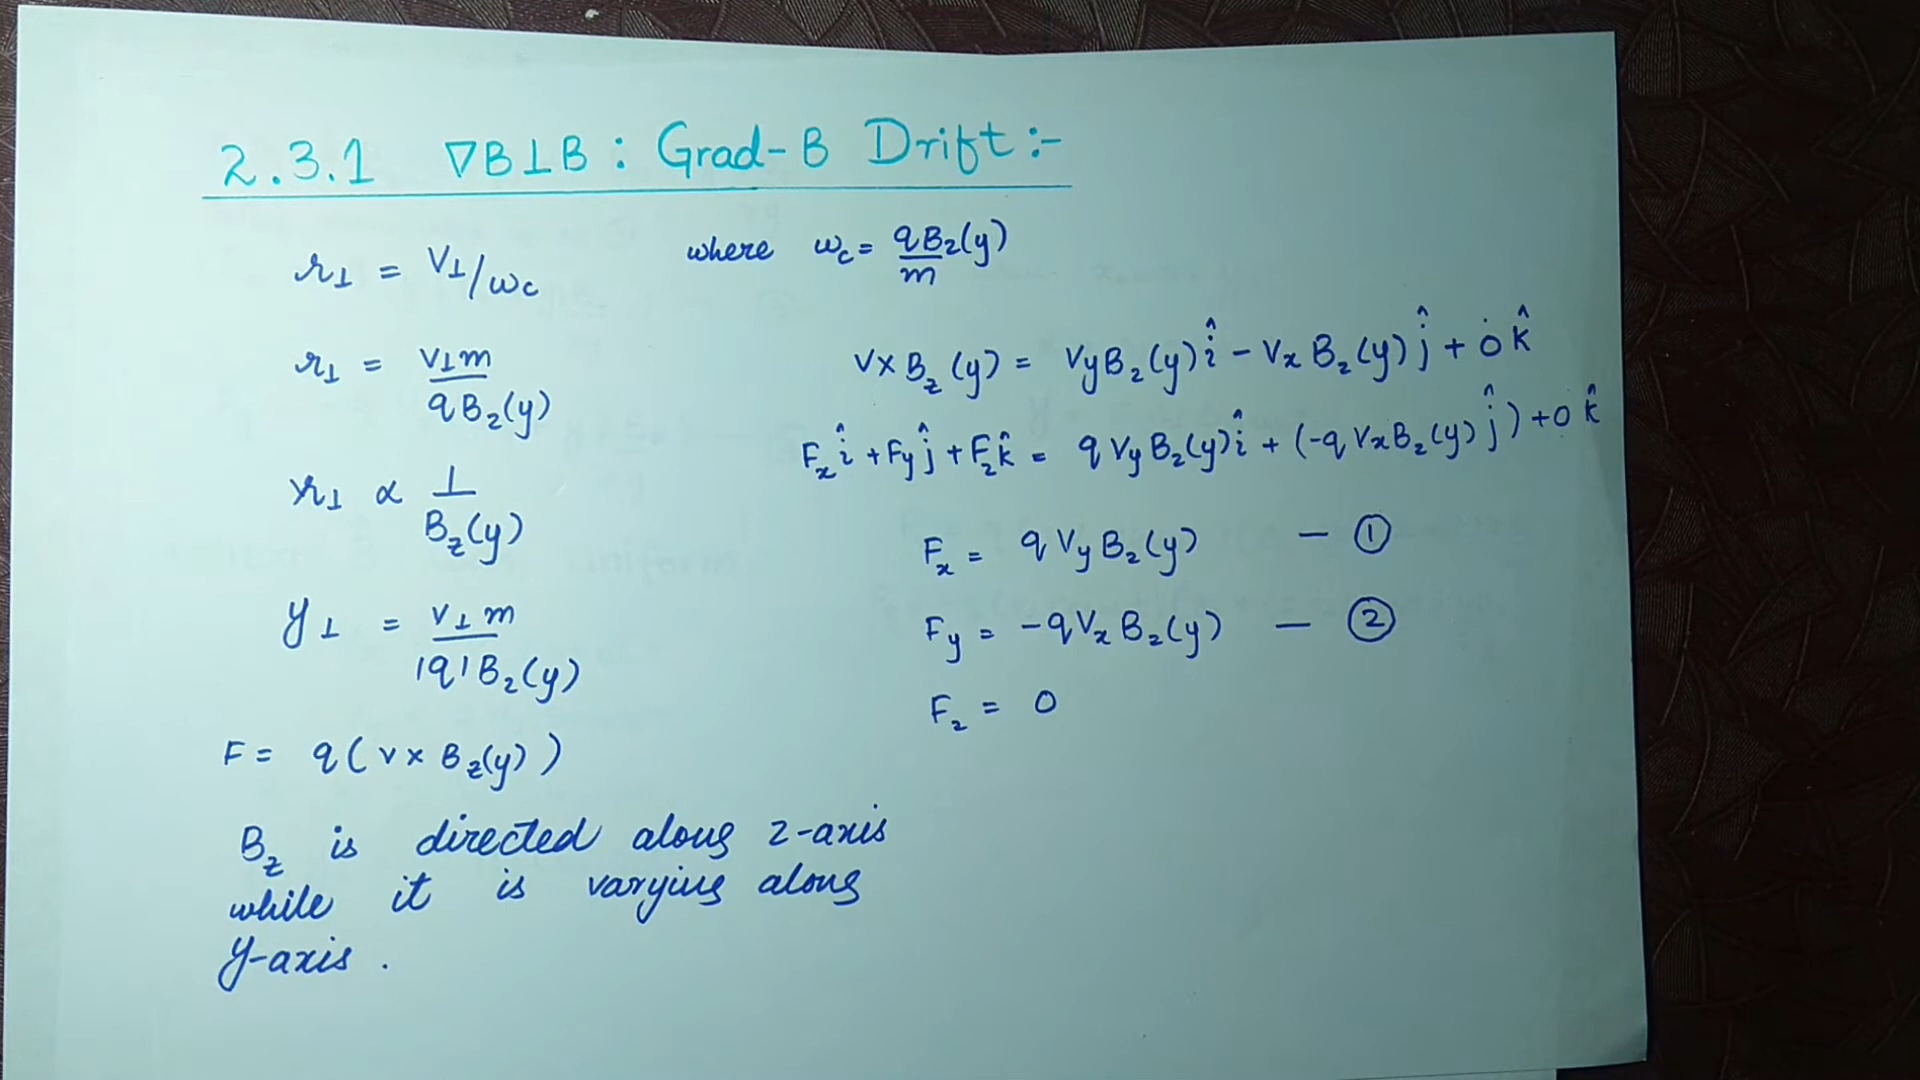 2.3.1 ∇B⊥B : Grad-B Drift :-
r⊥ = V⊥/ωc where ωc = qBz(y)/m
r⊥ = V⊥m / qBz(y)
r⊥ ∝ 1/Bz(y)
y⊥ = V⊥m / |q|Bz(y)
F = q(V×Bz(y))
Bz is directed along z-axis
while it is varying along
y-axis .
V×Bz(y) = VyBz(y)î - VxBz(y)ĵ + 0k̂
Fxî + Fyĵ + Fzk̂ = qVyBz(y)î + (-qVxBz(y)ĵ) + 0k̂
Fx = qVyBz(y) — ①
Fy = -qVxBz(y) — ②
Fz = 0